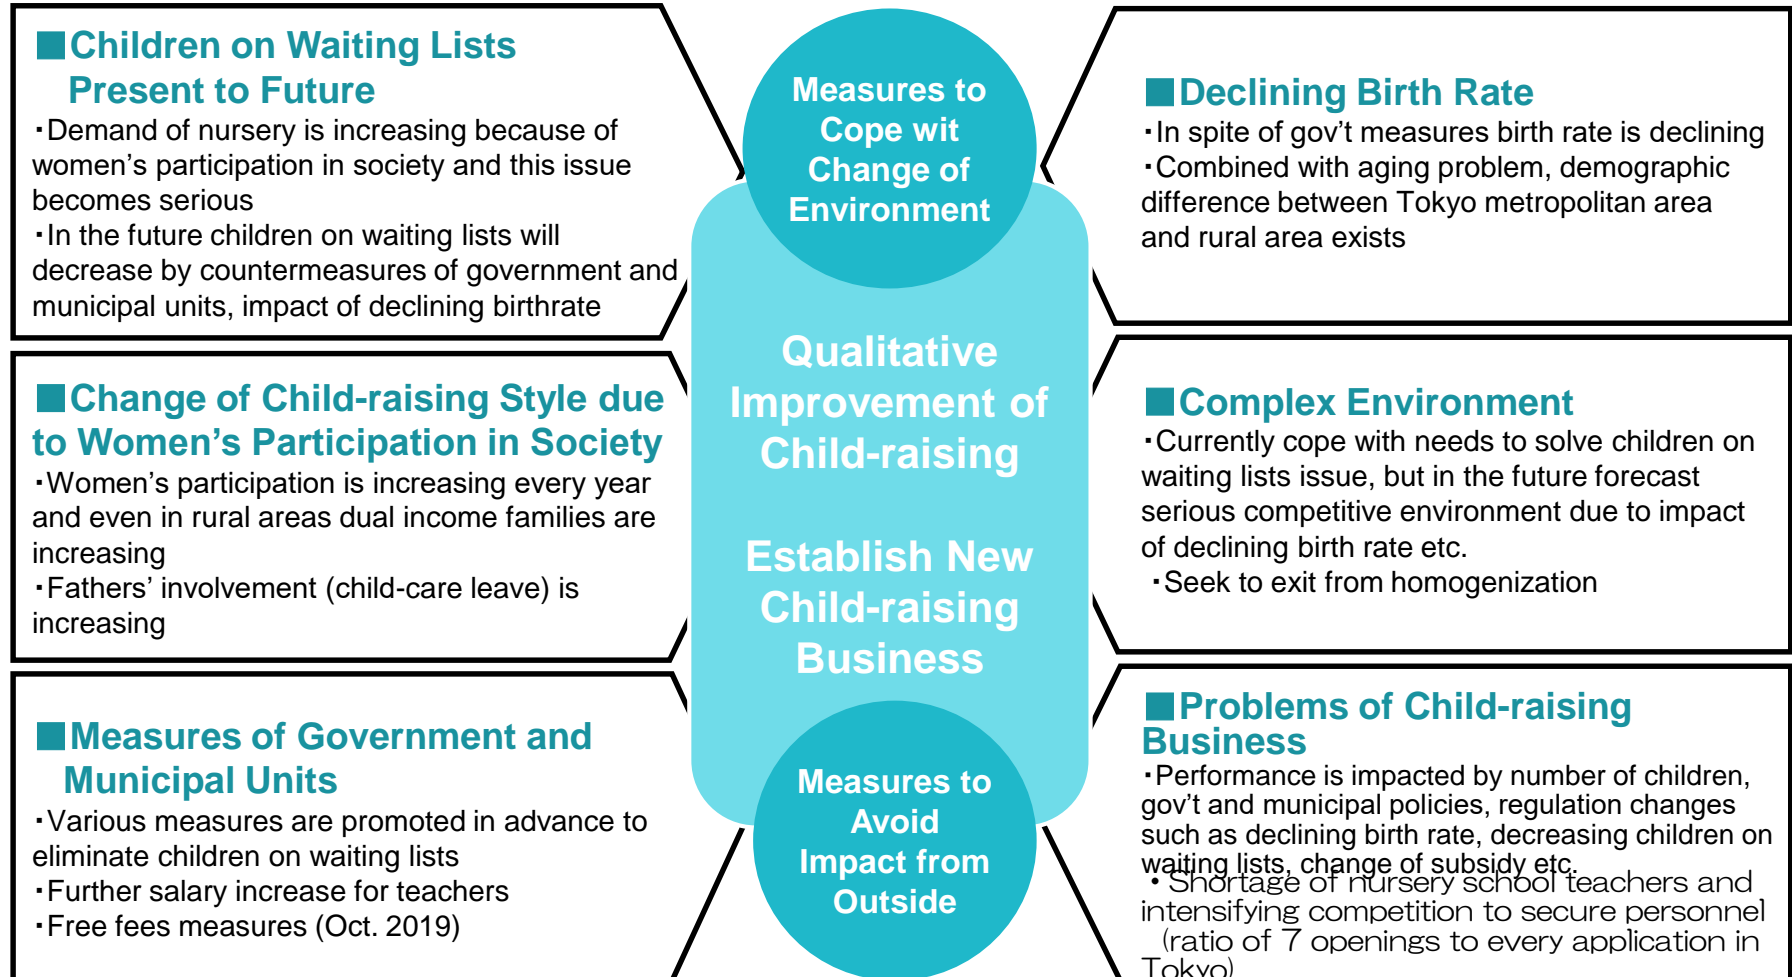 ■Children on Waiting Lists
Present to Future
・Demand of nursery is increasing because of
women’s participation in society and this issue
becomes serious
・In the future children on waiting lists will
decrease by countermeasures of government and
municipal units, impact of declining birthrate
■Change of Child-raising Style due
to Women’s Participation in Society
・Women’s participation is increasing every year
and even in rural areas dual income families are
increasing
・Fathers’ involvement (child-care leave) is
increasing
■Measures of Government and
Municipal Units
・Various measures are promoted in advance to
eliminate children on waiting lists
・Further salary increase for teachers
・Free fees measures (Oct. 2019)
Measures to
Cope wit
Change of
Environment
Qualitative
Improvement of
Child-raising
Establish New
Child-raising
Business
Measures to
Avoid
Impact from
Outside
■Declining Birth Rate
・In spite of gov’t measures birth rate is declining
・Combined with aging problem, demographic
difference between Tokyo metropolitan area
and rural area exists
■Complex Environment
・Currently cope with needs to solve children on
waiting lists issue, but in the future forecast
serious competitive environment due to impact
of declining birth rate etc.
・Seek to exit from homogenization
■Problems of Child-raising
Business
・Performance is impacted by number of children,
gov’t and municipal policies, regulation changes
such as declining birth rate, decreasing children on
waiting lists, change of subsidy etc.
・Shortage of nursery school teachers and
intensifying competition to secure personnel
(ratio of 7 openings to every application in
Tokyo)